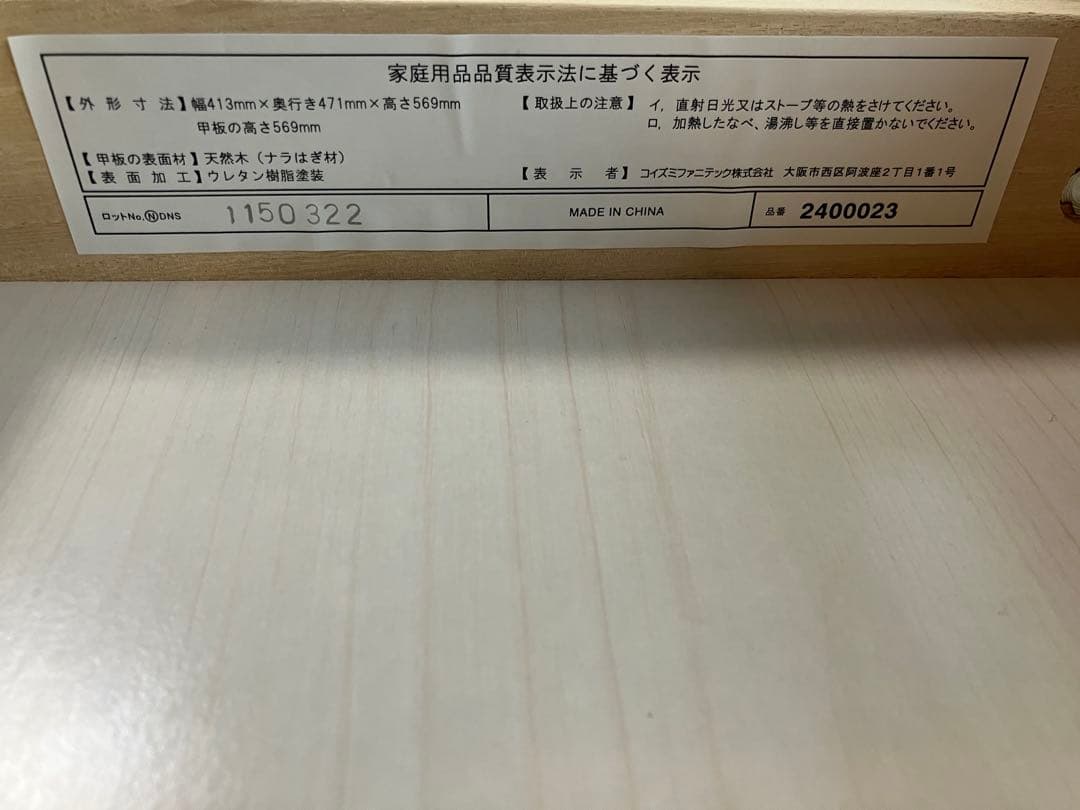 家庭用品品質表示法に基づく表示
【外形寸法】幅413mm×奥行き471mm×高さ569mm
甲板の高さ569mm
【甲板の表面材】天然木（ナラはぎ材）
【表面加工】ウレタン樹脂塗装
【取扱上の注意】イ，直射日光又はストーブ等の熱をさけてください。
ロ，加熱したなべ、湯沸し等を直接置かないでください。
【表示者】コイズミファニテック株式会社 大阪市西区阿波座2丁目1番1号
ロットNo.ⓃDNS 1150322
MADE IN CHINA
品番 2400023